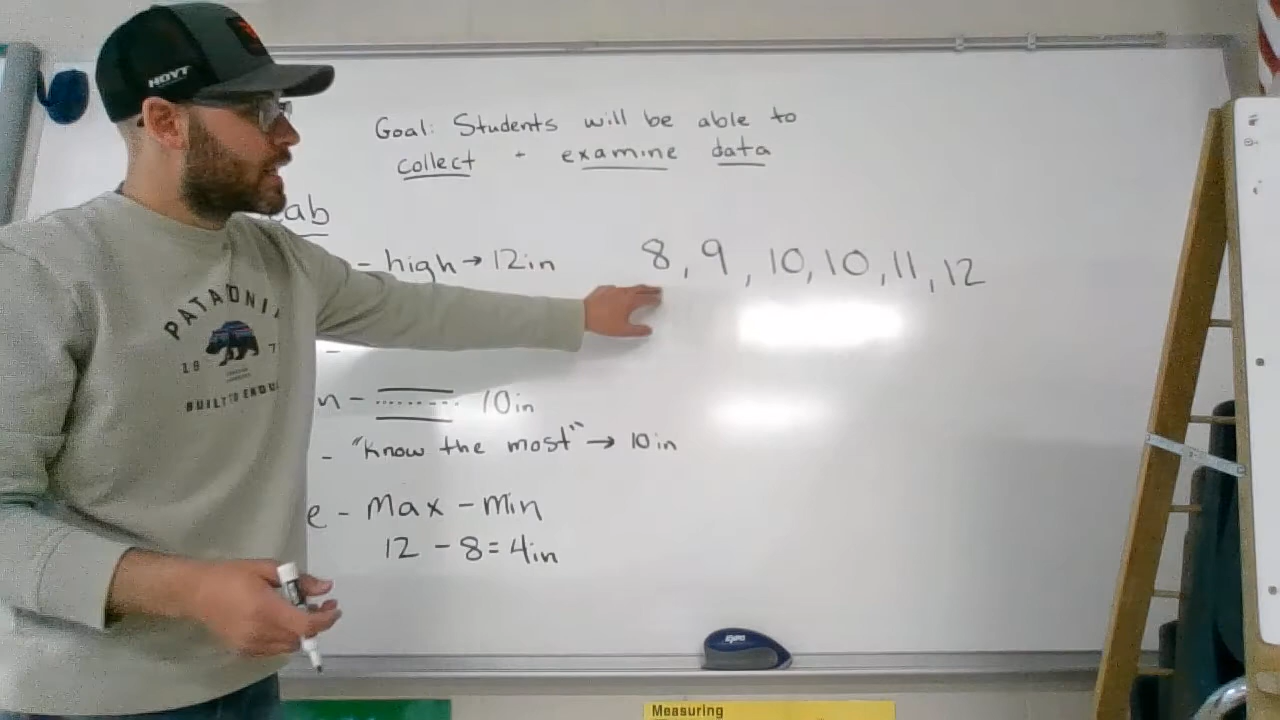 HOYT
Goal: Students will be able to
collect + examine data
Lab
- high → 12in
8, 9, 10, 10, 11, 12
PATAGONIA
BUILT TO ENDURE
n - 10in
- "Know the most" → 10in
e - Max - Min
12 - 8 = 4in
EXPO
Measuring